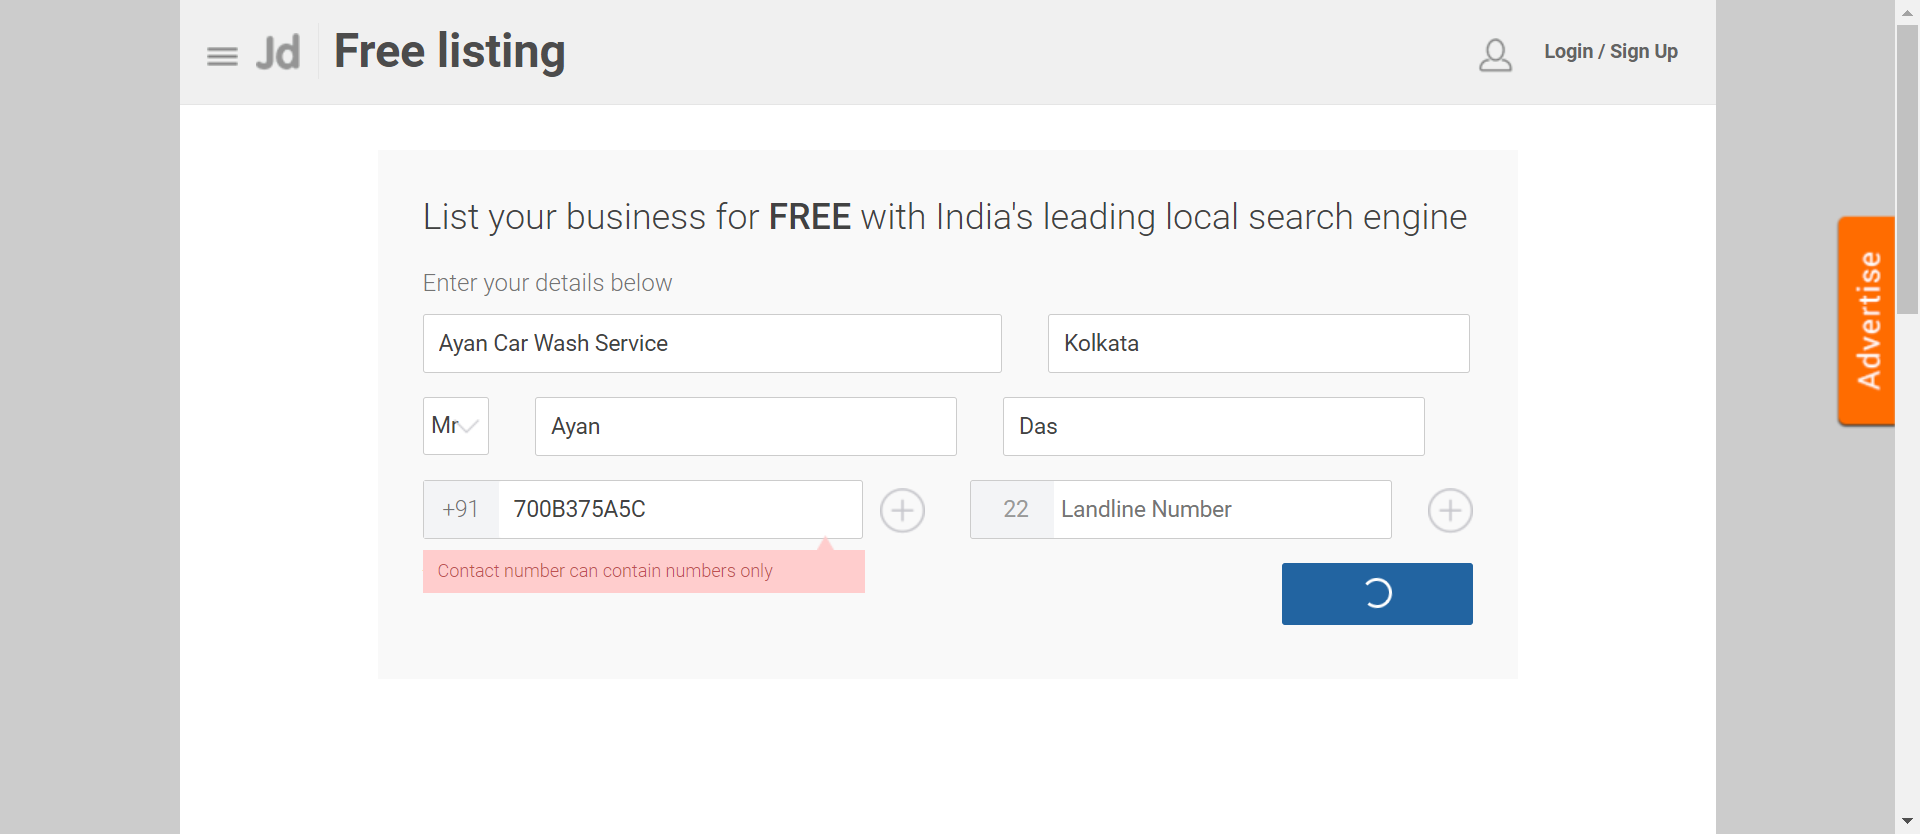 Jd Free listing Login / Sign Up
List your business for FREE with India's leading local search engine
Enter your details below
Ayan Car Wash Service Kolkata
Mr Ayan Das
+91 700B375A5C 22 Landline Number
Contact number can contain numbers only
Advertise